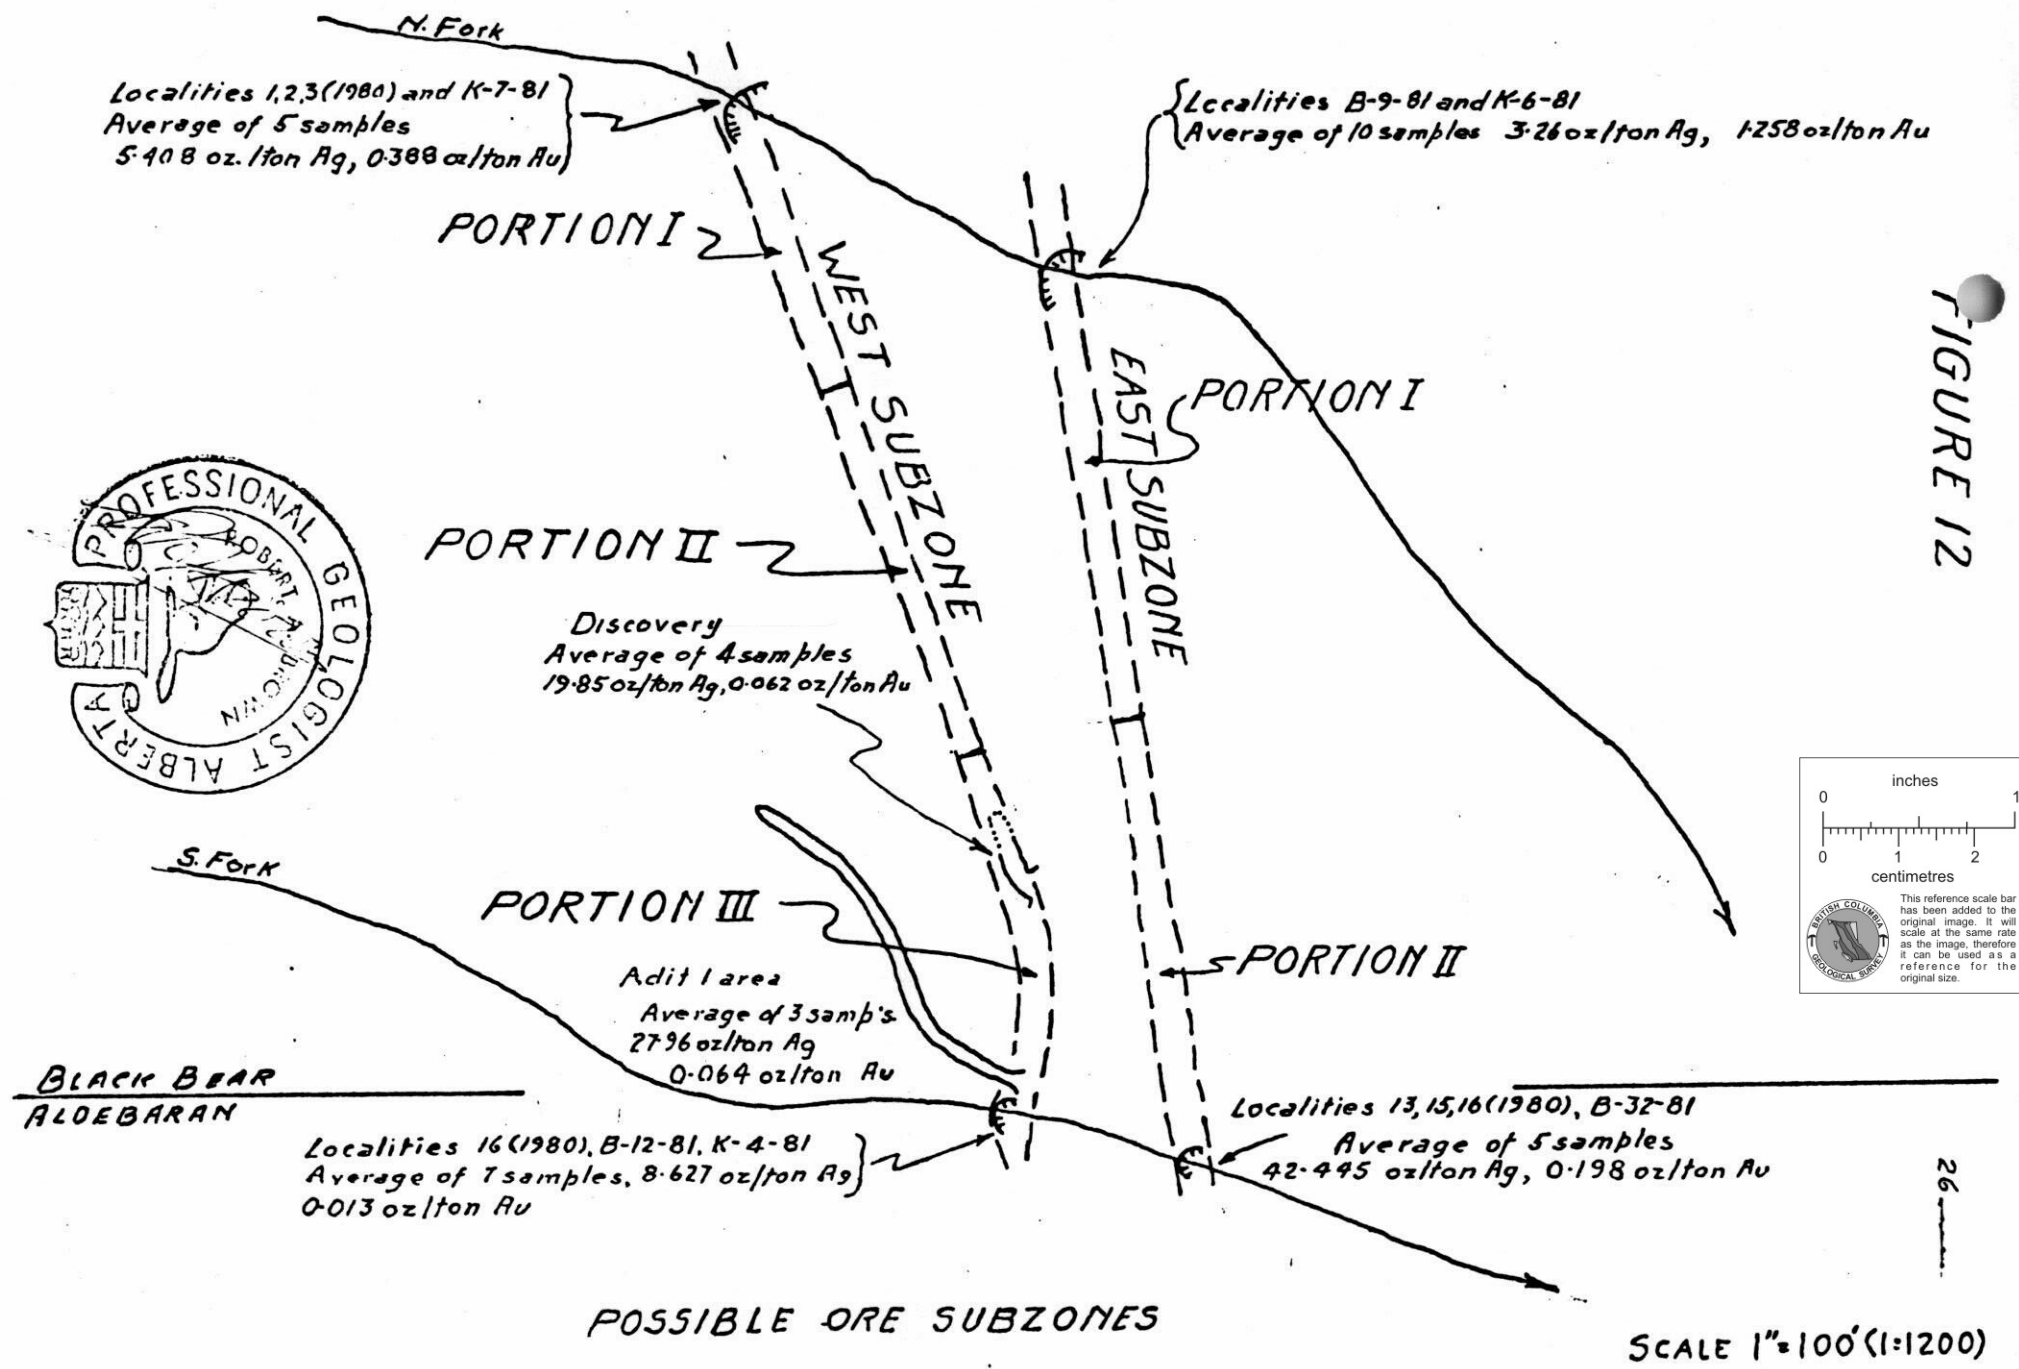 N. Fork
Localities 1,2,3(1980) and K-7-81
Average of 5 samples
5.408 oz./ton Ag, 0.388 oz/ton Au
Localities B-9-81 and K-6-81
Average of 10 samples 3.26 oz/ton Ag, 1.258 oz/ton Au
PORTION I
WEST SUBZONE
EAST SUBZONE
PORTION I
FIGURE 12
PROFESSIONAL GEOLOGIST ALBERTA
ROBERT A. BROWN
PORTION II
Discovery
Average of 4 samples
19.85 oz/ton Ag, 0.062 oz/ton Au
inches
0 1
0 1 2
centimetres
BRITISH COLUMBIA
GEOLOGICAL SURVEY
This reference scale bar
has been added to the
original image. It will
scale at the same rate
as the image, therefore
it can be used as a
reference for the
original size.
S. Fork
PORTION III
PORTION II
Adit 1 area
Average of 3 samp's
27.96 oz/ton Ag
0.064 oz/ton Au
BLACK BEAR
ALDEBARAN
Localities 16(1980), B-12-81, K-4-81
Average of 7 samples, 8.627 oz/ton Ag
0.013 oz/ton Au
Localities 13,15,16(1980), B-32-81
Average of 5 samples
42.445 oz/ton Ag, 0.198 oz/ton Au
26
POSSIBLE ORE SUBZONES
SCALE 1"=100' (1:1200)